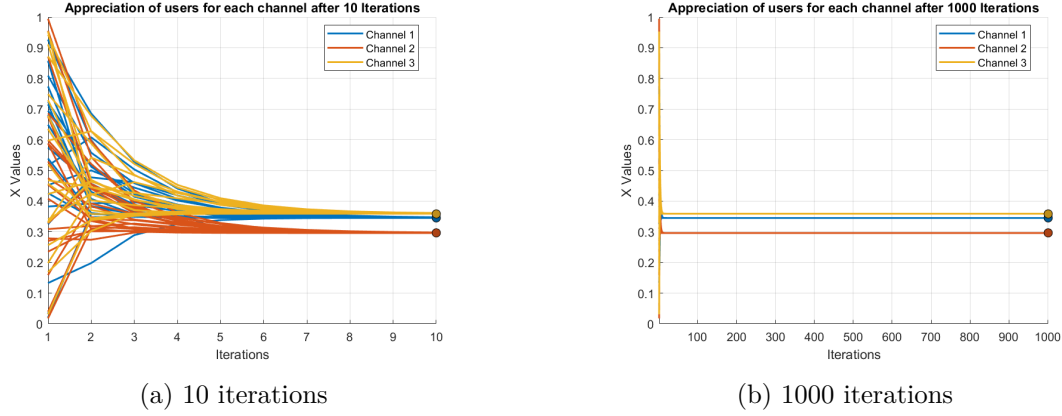 Appreciation of users for each channel after 10 Iterations
1
0.9
0.8
0.7
0.6
0.5
0.4
0.3
0.2
0.1
0
X Values
Channel 1
Channel 2
Channel 3
1 2 3 4 5 6 7 8 9 10
Iterations
(a) 10 iterations
Appreciation of users for each channel after 1000 Iterations
1
0.9
0.8
0.7
0.6
0.5
0.4
0.3
0.2
0.1
0
X Values
Channel 1
Channel 2
Channel 3
100 200 300 400 500 600 700 800 900 1000
Iterations
(b) 1000 iterations